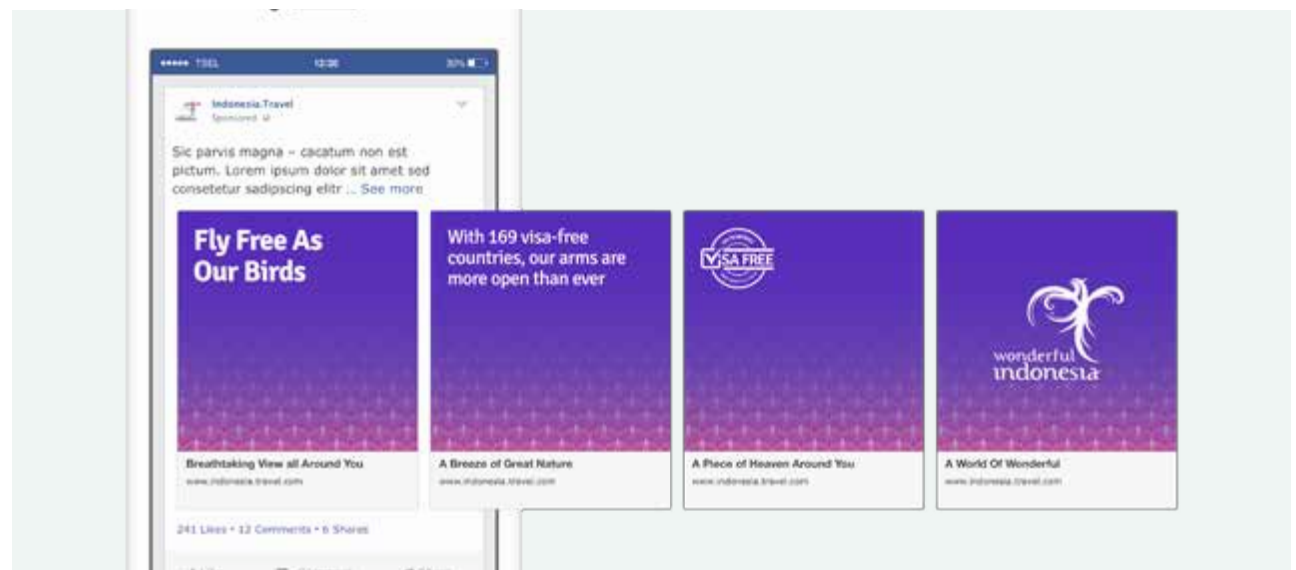 TSEL 12:30 30%
Indonesia.Travel
Sponsored
Sic parvis magna – cacatum non est
pictum. Lorem ipsum dolor sit amet sed
consetetur sadipscing elitr ... See more
Fly Free As
Our Birds
Breathtaking View all Around You
www.indonesia.travel.com
With 169 visa-free
countries, our arms are
more open than ever
A Breeze of Great Nature
www.indonesia.travel.com
VISA FREE
A Piece of Heaven Around You
www.indonesia.travel.com
wonderful
indonesia
A World Of Wonderful
www.indonesia.travel.com
241 Likes • 12 Comments • 6 Shares